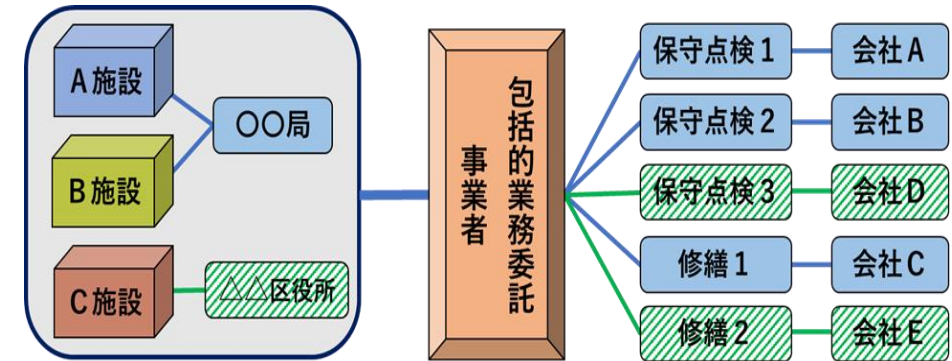 A施設
〇〇局
B施設
C施設
△△区役所
包括的業務委託
事業者
保守点検1
会社A
保守点検2
会社B
保守点検3
会社D
修繕1
会社C
修繕2
会社E